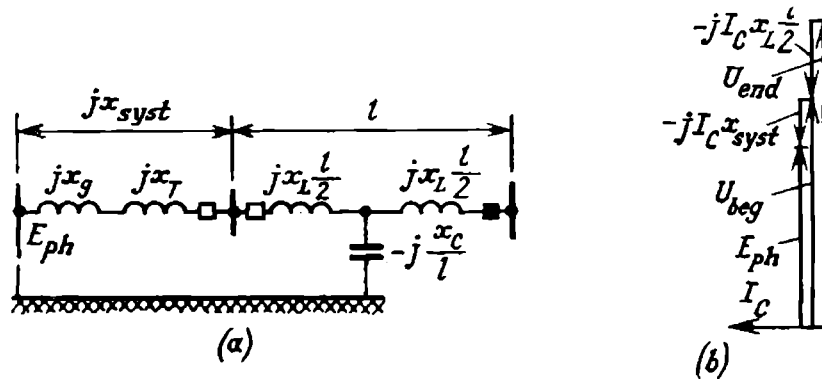 jx_syst
l
jx_g
jx_T
jx_L l/2
jx_L l/2
E_ph
-j x_C/l
(a)
-jI_C x_L l/2
U_end
-jI_C x_syst
U_beg
E_ph
I_C
(b)